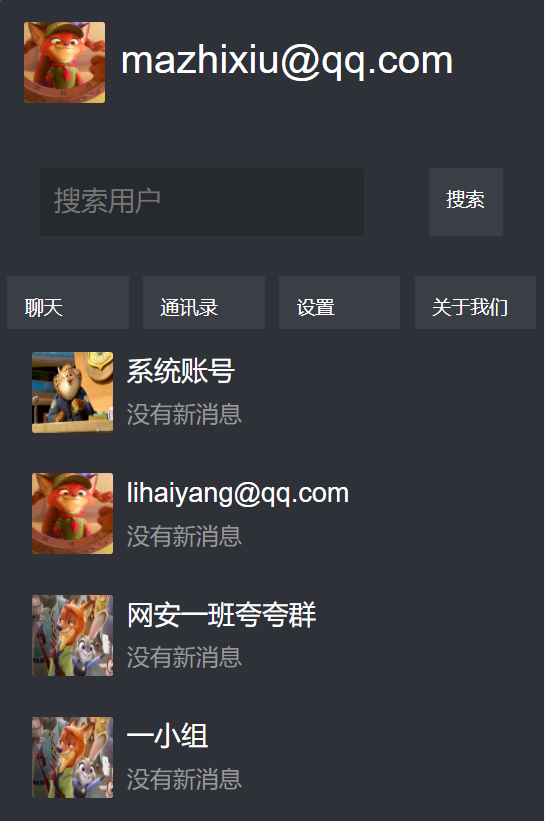 mazhixiu@qq.com
搜索用户
搜索
聊天
通讯录
设置
关于我们
系统账号
没有新消息
lihaiyang@qq.com
没有新消息
网安一班夸夸群
没有新消息
一小组
没有新消息